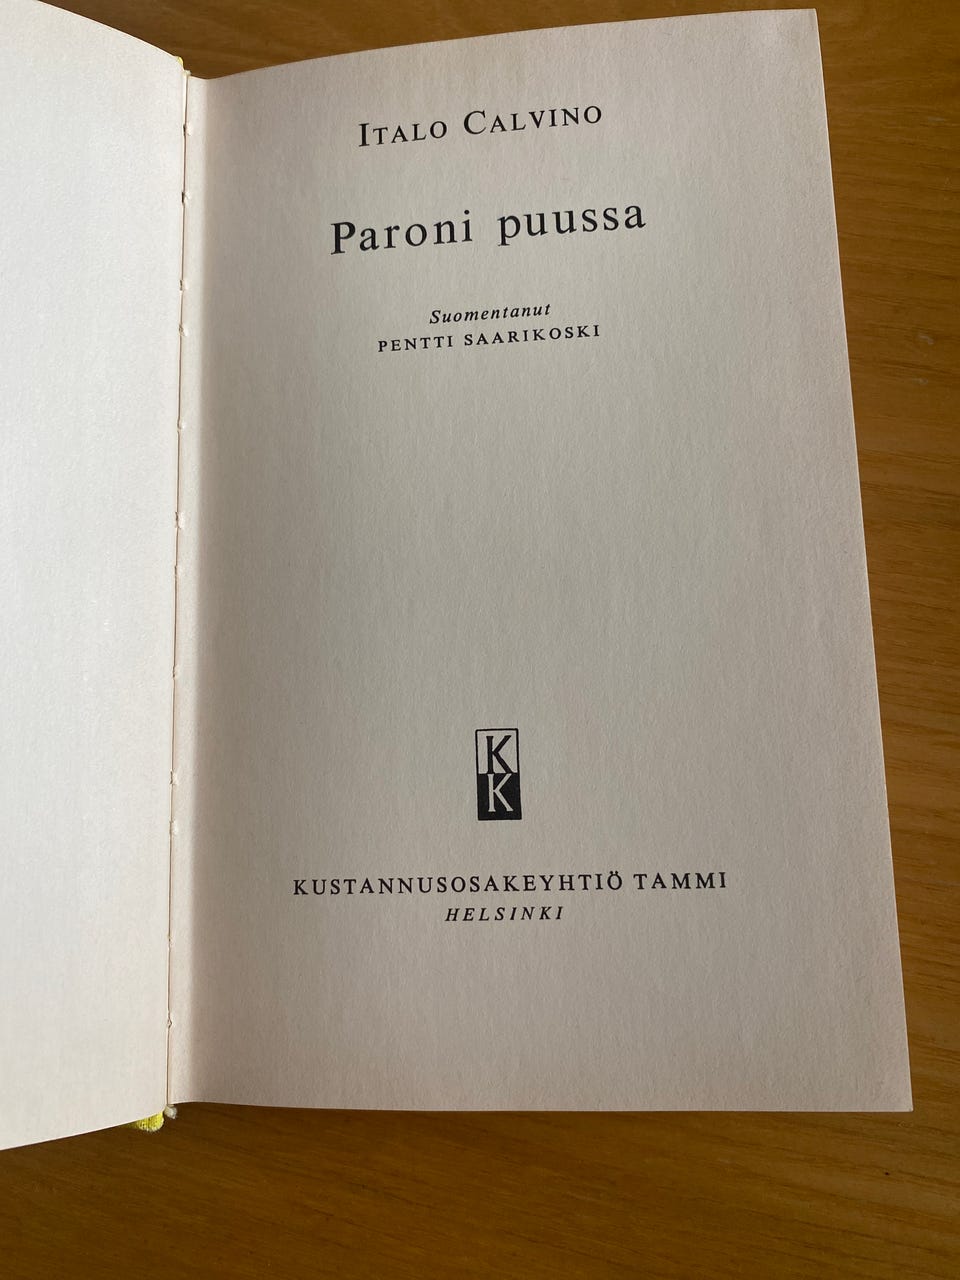 ITALO CALVINO
Paroni puussa
Suomentanut
PENTTI SAARIKOSKI
K
K
KUSTANNUSOSAKEYHTIÖ TAMMI
HELSINKI